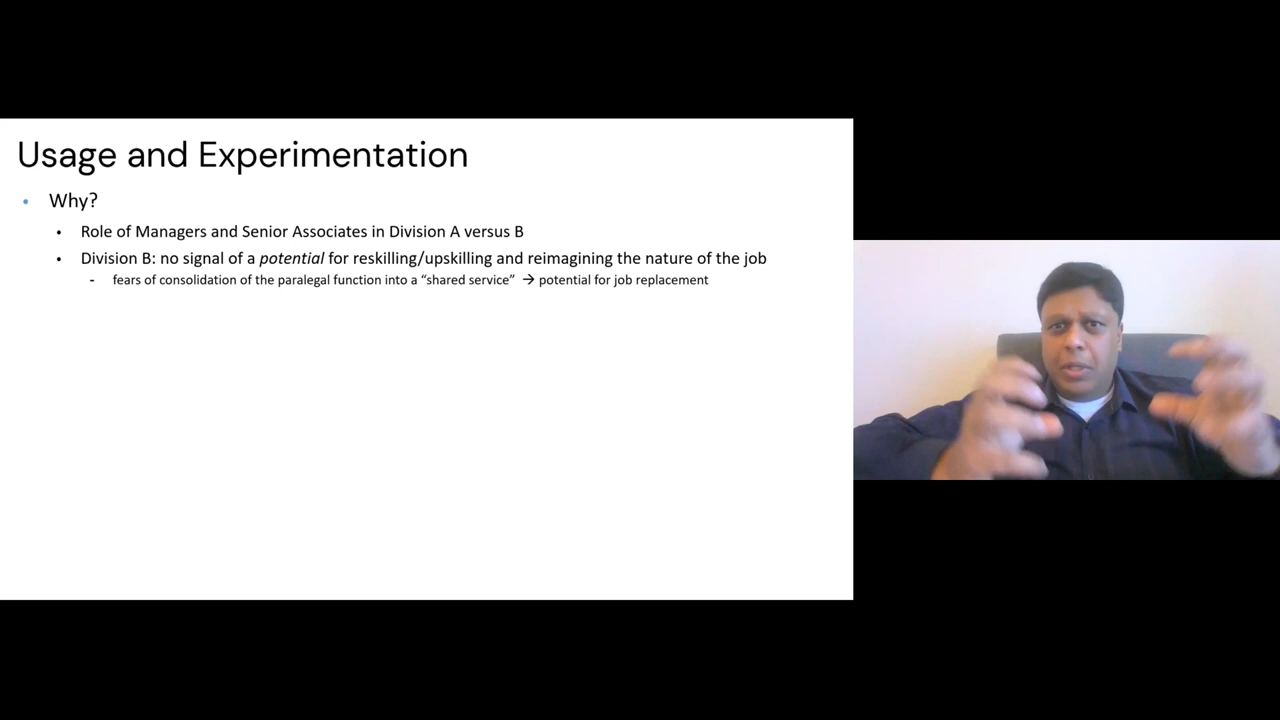 Usage and Experimentation
• Why?
• Role of Managers and Senior Associates in Division A versus B
• Division B: no signal of a potential for reskilling/upskilling and reimagining the nature of the job
- fears of consolidation of the paralegal function into a “shared service” → potential for job replacement